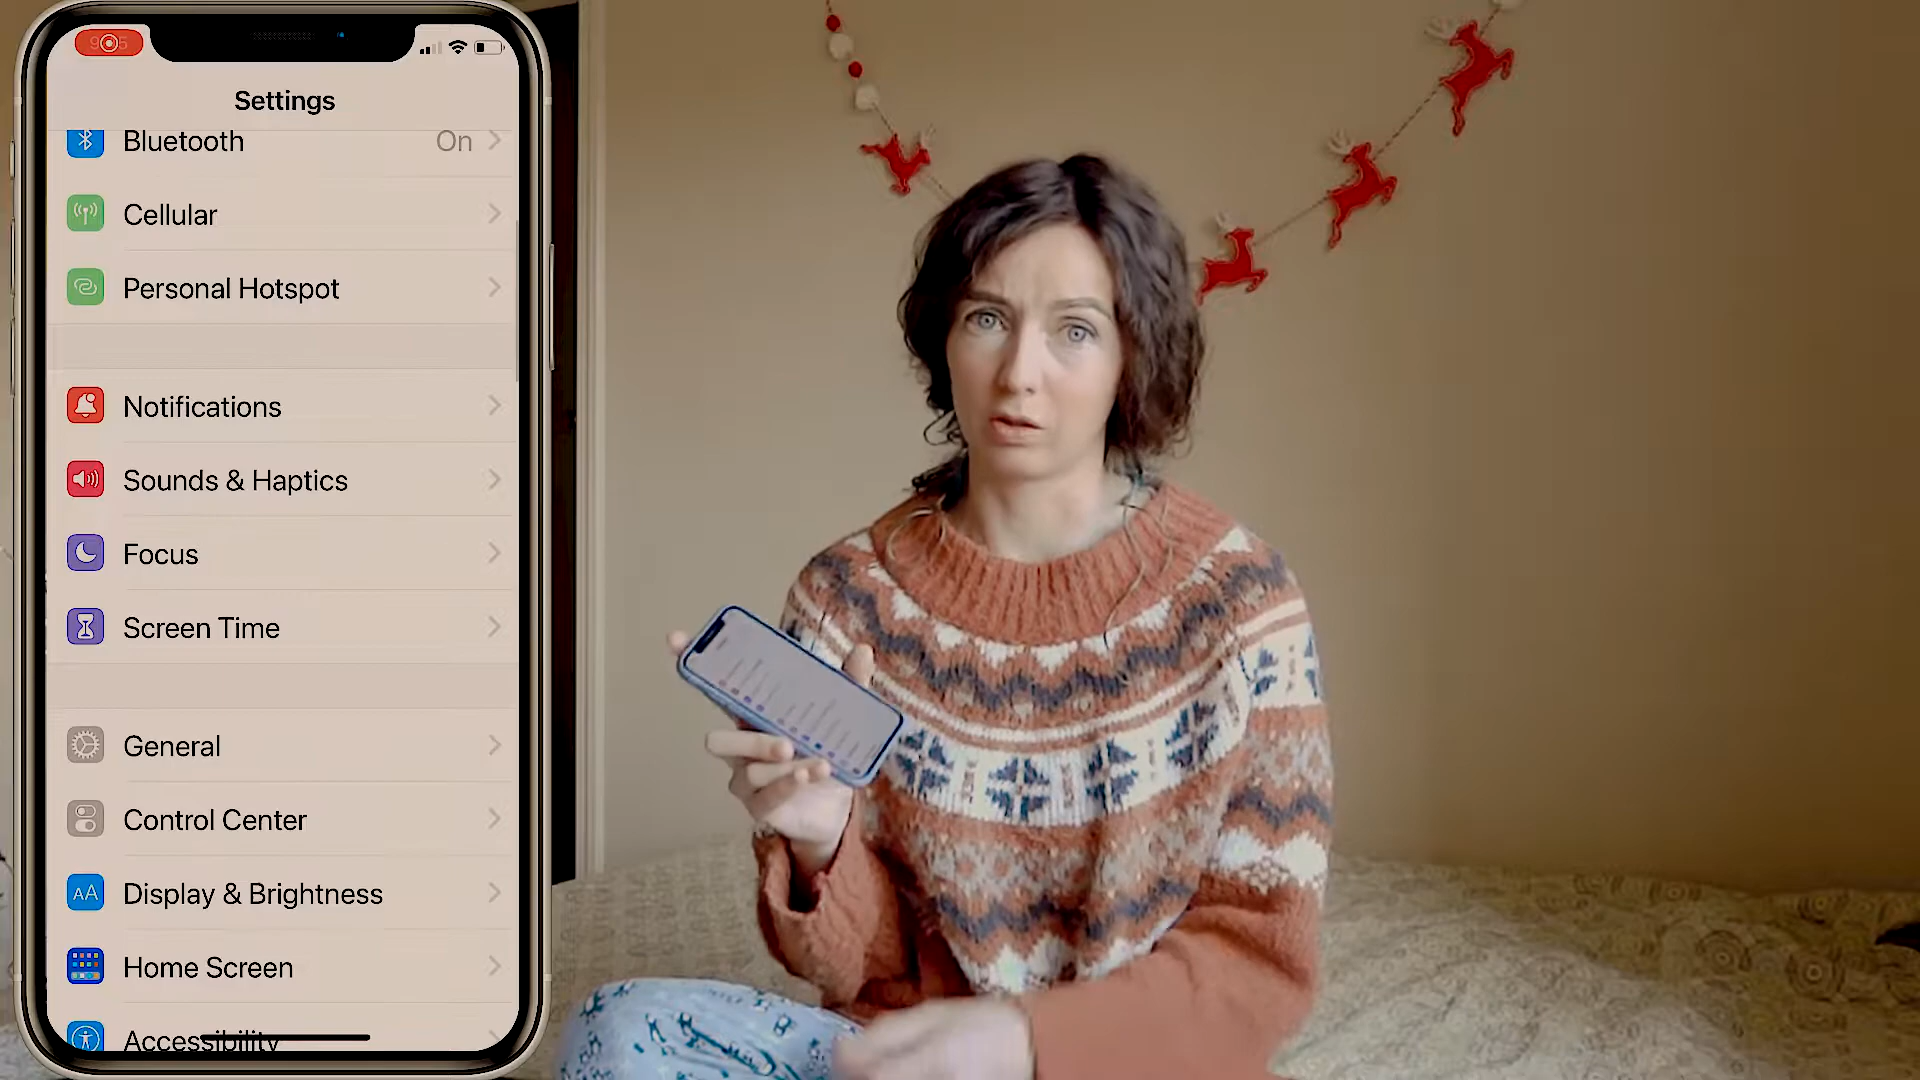 Settings
Bluetooth On
Cellular
Personal Hotspot
Notifications
Sounds & Haptics
Focus
Screen Time
General
Control Center
AA Display & Brightness
Home Screen
Accessibility